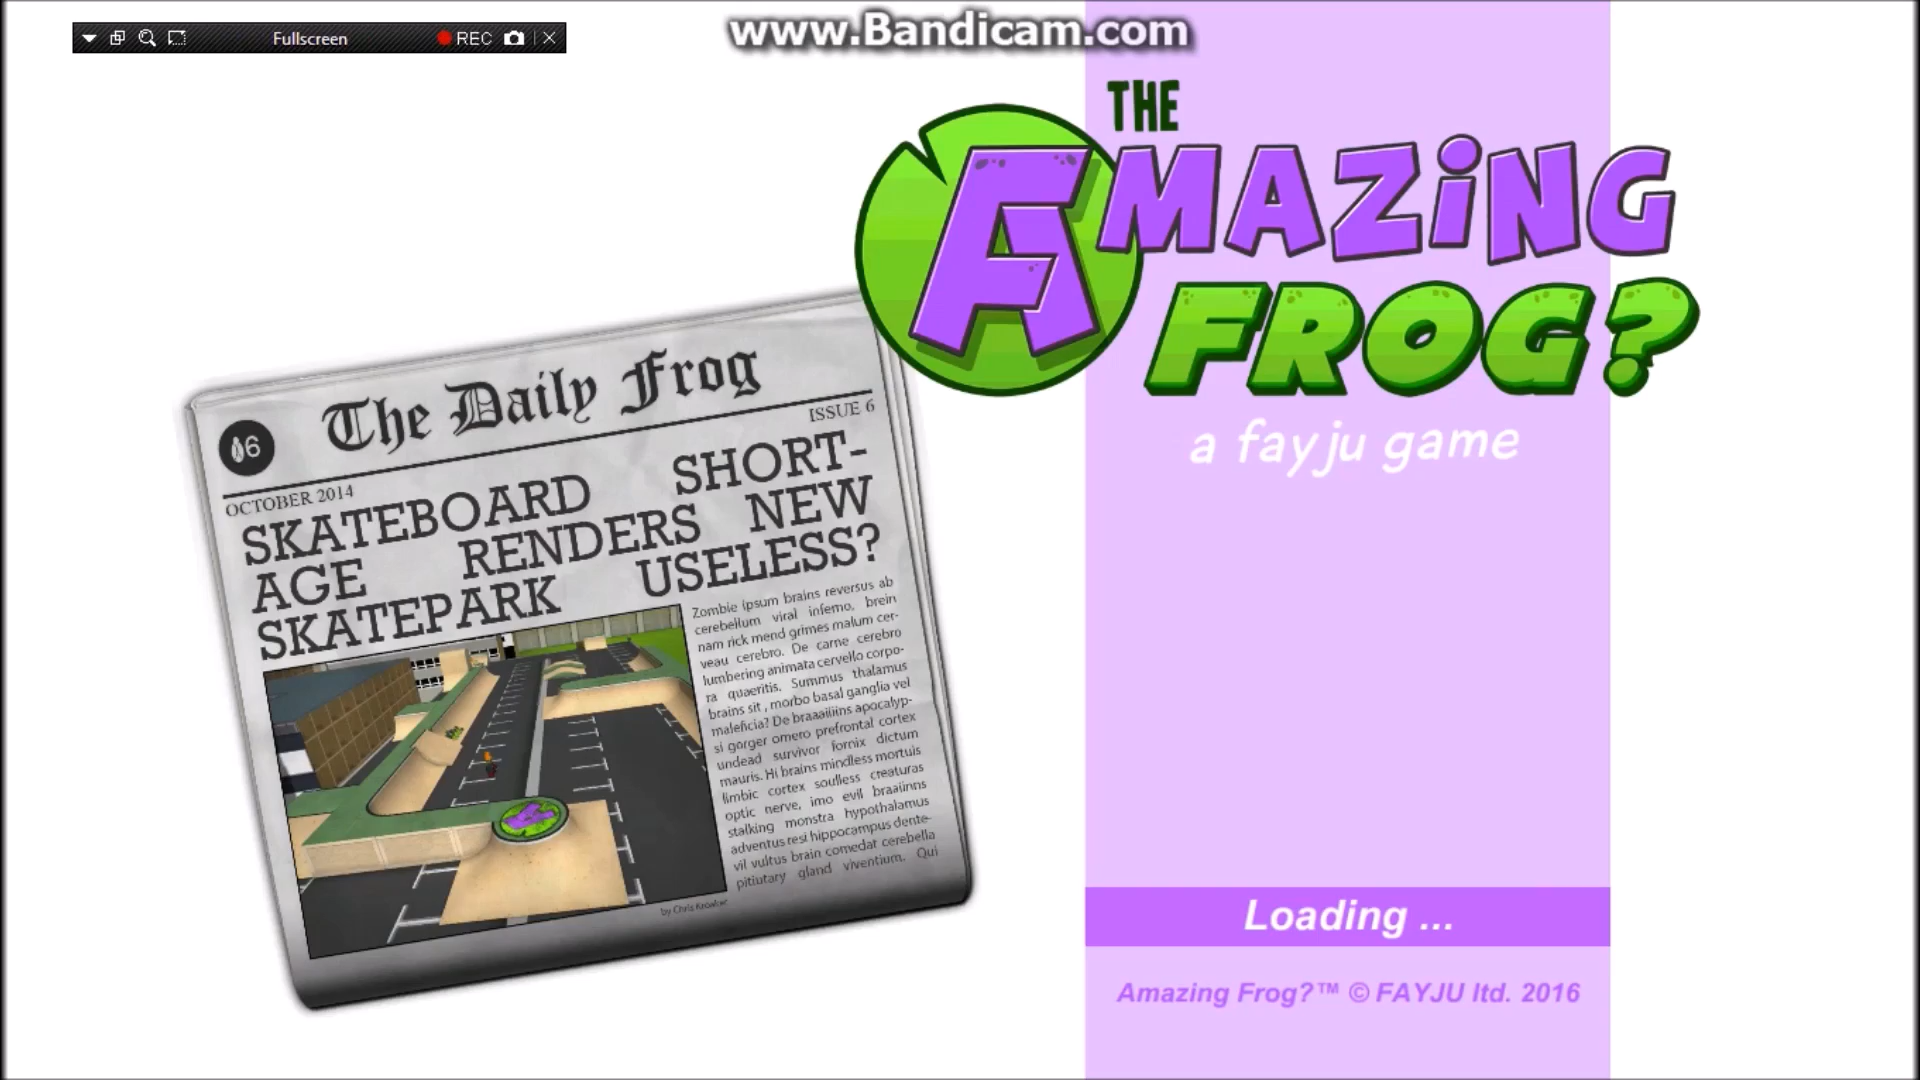 Fullscreen
REC
www.Bandicam.com
THE
AMAZiNG
FROG?
a fayju game
The Daily Frog
6
ISSUE 6
OCTOBER 2014
SKATEBOARD SHORT-
AGE RENDERS NEW
SKATEPARK USELESS?
Zombie ipsum brains reversus ab
cerebellum viral inferno, brein
nam rick mend grimes malum cer-
veau cerebro. De carne cerebro
lumbering animata cervello corpo-
ra quaeritis. Summus thalamus
brains sit , morbo basal ganglia vel
maleficia? De braaaiiiins apocalyp-
si gorger omero prefrontal cortex
undead survivor fornix dictum
mauris. Hi brains mindless mortuis
limbic cortex soulless creaturas
optic nerve, imo evil braaiinns
stalking monstra hypothalamus
adventus resi hippocampus dente-
vil vultus brain comedat cerebella
pitiutary gland viventium. Qui
by Chris Kroaker
Loading ...
Amazing Frog?™ © FAYJU ltd. 2016